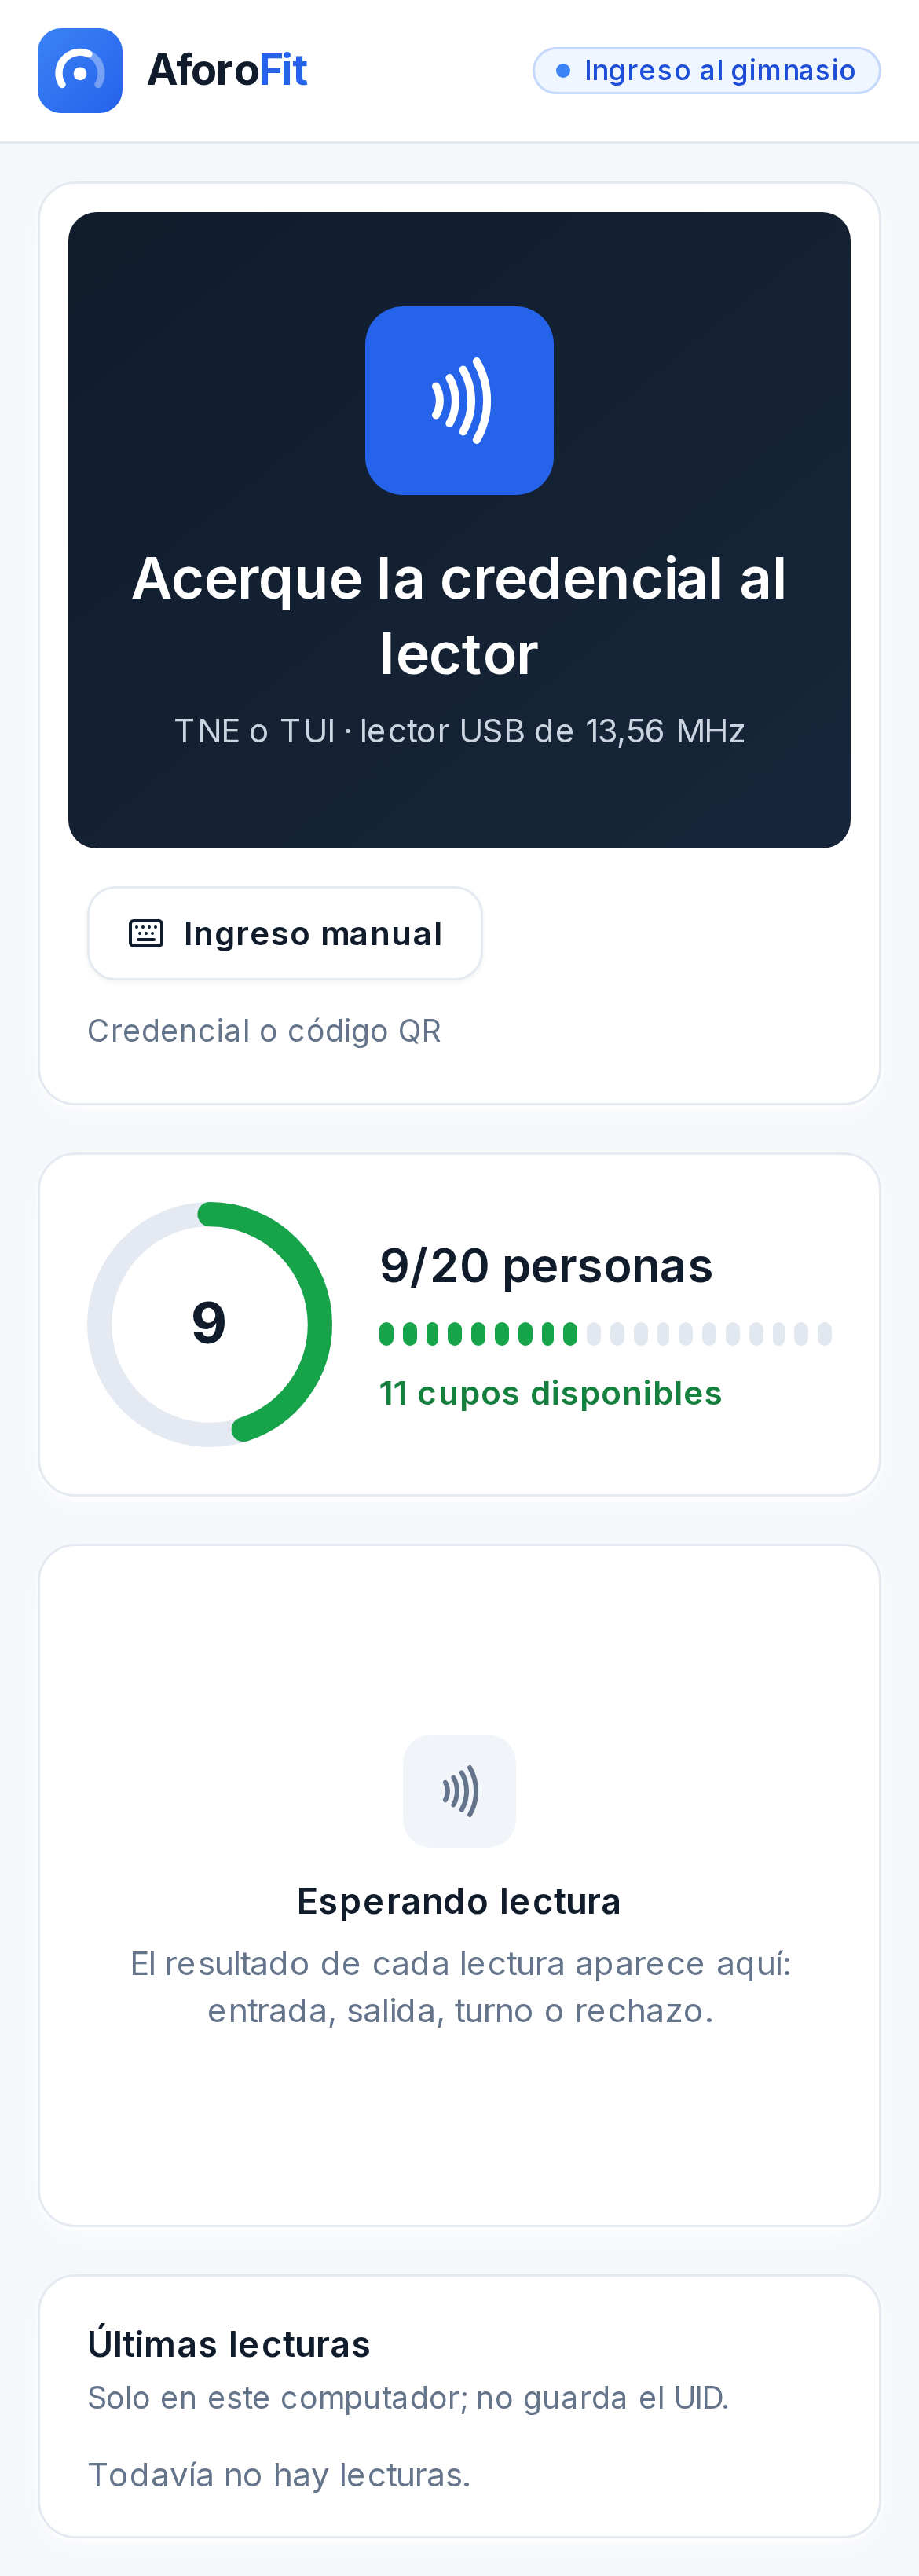 AforoFit
Ingreso al gimnasio
Acerque la credencial al
lector
TNE o TUI · lector USB de 13,56 MHz
Ingreso manual
Credencial o código QR
9
9/20 personas
11 cupos disponibles
Esperando lectura
El resultado de cada lectura aparece aquí:
entrada, salida, turno o rechazo.
Últimas lecturas
Solo en este computador; no guarda el UID.
Todavía no hay lecturas.